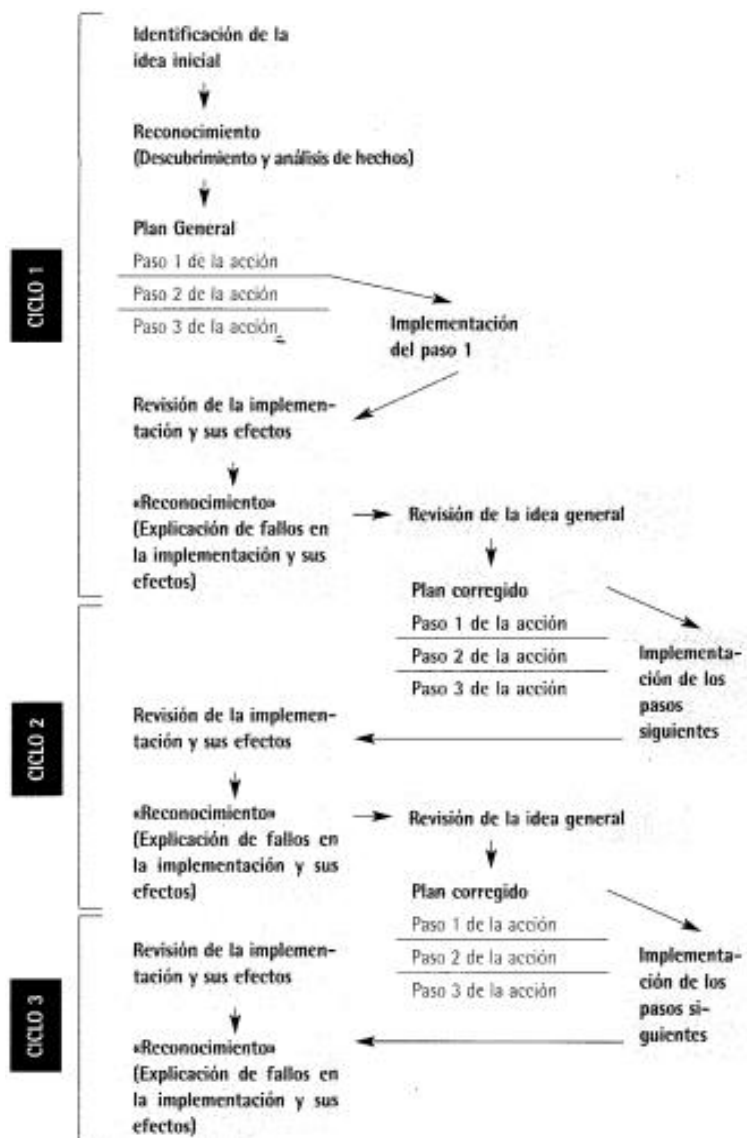 CICLO 1
Identificación de la
idea inicial
Reconocimiento
(Descubrimiento y análisis de hechos)
Plan General
Paso 1 de la acción
Paso 2 de la acción
Paso 3 de la acción
Implementación
del paso 1
Revisión de la implemen-
tación y sus efectos
«Reconocimiento»
(Explicación de fallos en
la implementación y sus
efectos)
Revisión de la idea general
Plan corregido
Paso 1 de la acción
Paso 2 de la acción
Paso 3 de la acción
Implementa-
ción de los
pasos
siguientes
CICLO 2
Revisión de la implemen-
tación y sus efectos
«Reconocimiento»
(Explicación de fallos en
la implementación y sus
efectos)
Revisión de la idea general
Plan corregido
Paso 1 de la acción
Paso 2 de la acción
Paso 3 de la acción
Implementa-
ción de los
pasos si-
guientes
CICLO 3
Revisión de la implemen-
tación y sus efectos
«Reconocimiento»
(Explicación de fallos en
la implementación y sus
efectos)